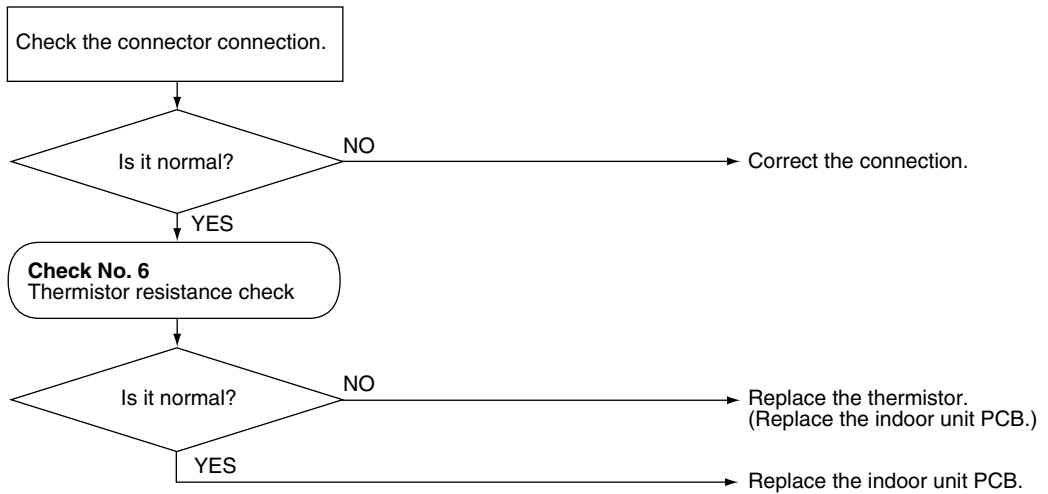 Check the connector connection.
Is it normal?
NO
Correct the connection.
YES
Check No. 6
Thermistor resistance check
Is it normal?
NO
Replace the thermistor.
(Replace the indoor unit PCB.)
YES
Replace the indoor unit PCB.